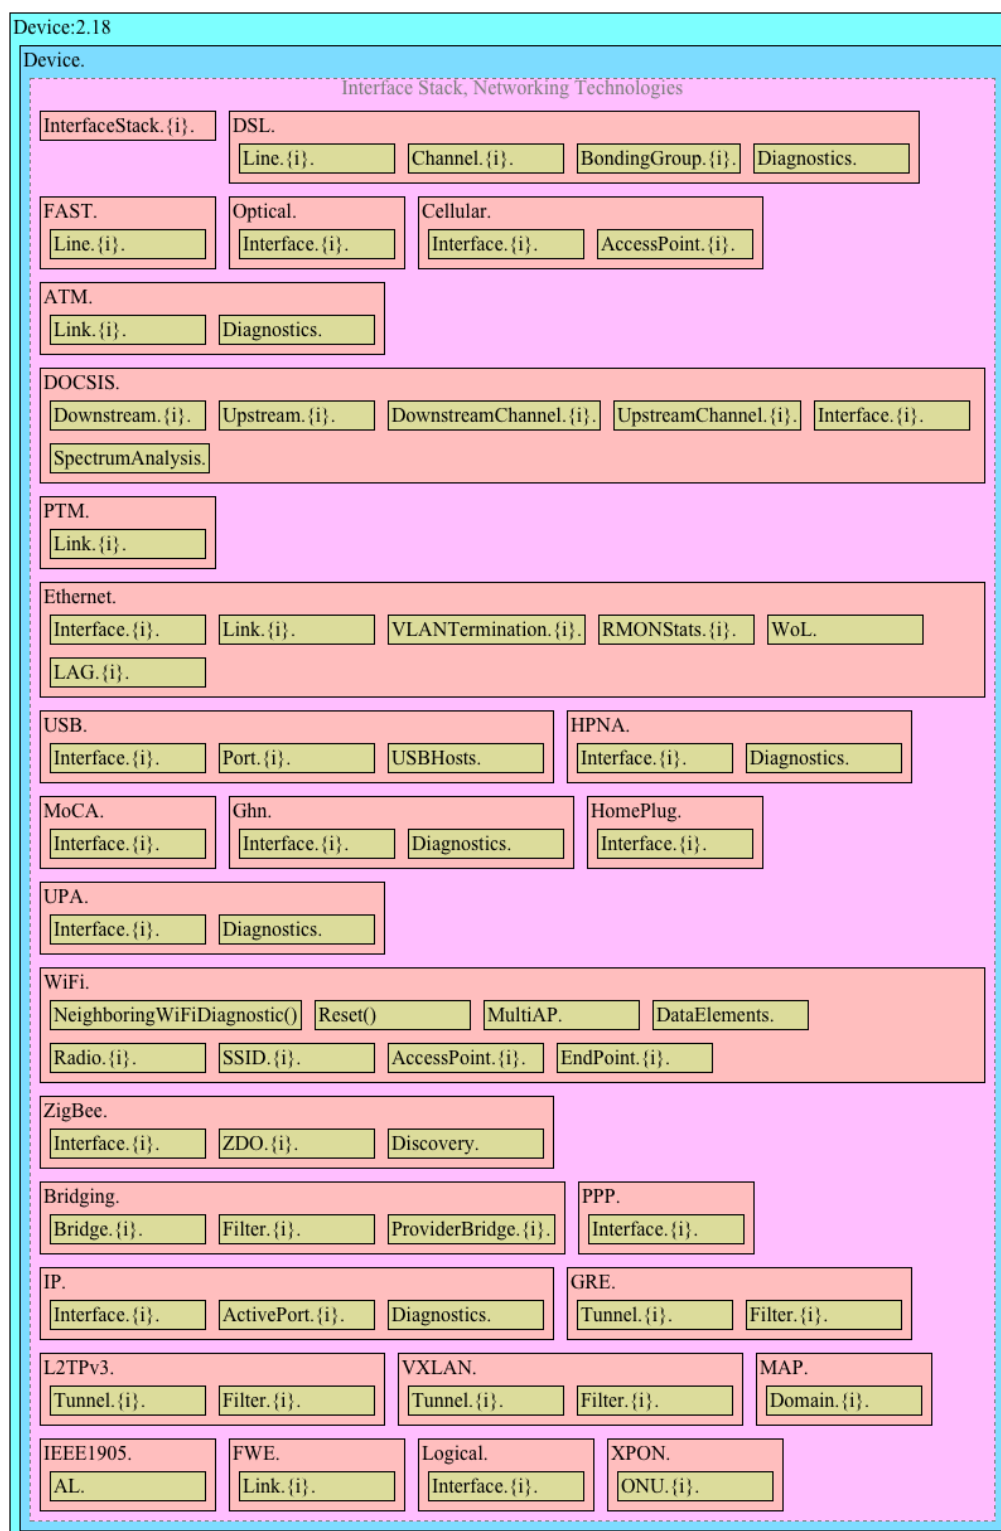 Device:2.18
Device.
Interface Stack, Networking Technologies
InterfaceStack.{i}.
DSL.
Line.{i}. Channel.{i}. BondingGroup.{i}. Diagnostics.
FAST.
Line.{i}.
Optical.
Interface.{i}.
Cellular.
Interface.{i}. AccessPoint.{i}.
ATM.
Link.{i}. Diagnostics.
DOCSIS.
Downstream.{i}. Upstream.{i}. DownstreamChannel.{i}. UpstreamChannel.{i}. Interface.{i}.
SpectrumAnalysis.
PTM.
Link.{i}.
Ethernet.
Interface.{i}. Link.{i}. VLANTermination.{i}. RMONStats.{i}. WoL.
LAG.{i}.
USB.
Interface.{i}. Port.{i}. USBHosts.
HPNA.
Interface.{i}. Diagnostics.
MoCA.
Interface.{i}.
Ghn.
Interface.{i}. Diagnostics.
HomePlug.
Interface.{i}.
UPA.
Interface.{i}. Diagnostics.
WiFi.
NeighboringWiFiDiagnostic() Reset() MultiAP. DataElements.
Radio.{i}. SSID.{i}. AccessPoint.{i}. EndPoint.{i}.
ZigBee.
Interface.{i}. ZDO.{i}. Discovery.
Bridging.
Bridge.{i}. Filter.{i}. ProviderBridge.{i}.
PPP.
Interface.{i}.
IP.
Interface.{i}. ActivePort.{i}. Diagnostics.
GRE.
Tunnel.{i}. Filter.{i}.
L2TPv3.
Tunnel.{i}. Filter.{i}.
VXLAN.
Tunnel.{i}. Filter.{i}.
MAP.
Domain.{i}.
IEEE1905.
AL.
FWE.
Link.{i}.
Logical.
Interface.{i}.
XPON.
ONU.{i}.